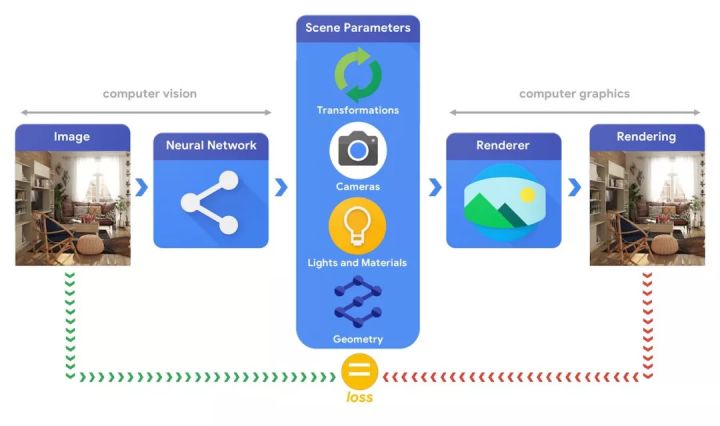 Scene Parameters
Transformations
Cameras
Lights and Materials
Geometry
computer vision
computer graphics
Image
Neural Network
Renderer
Rendering
=
loss